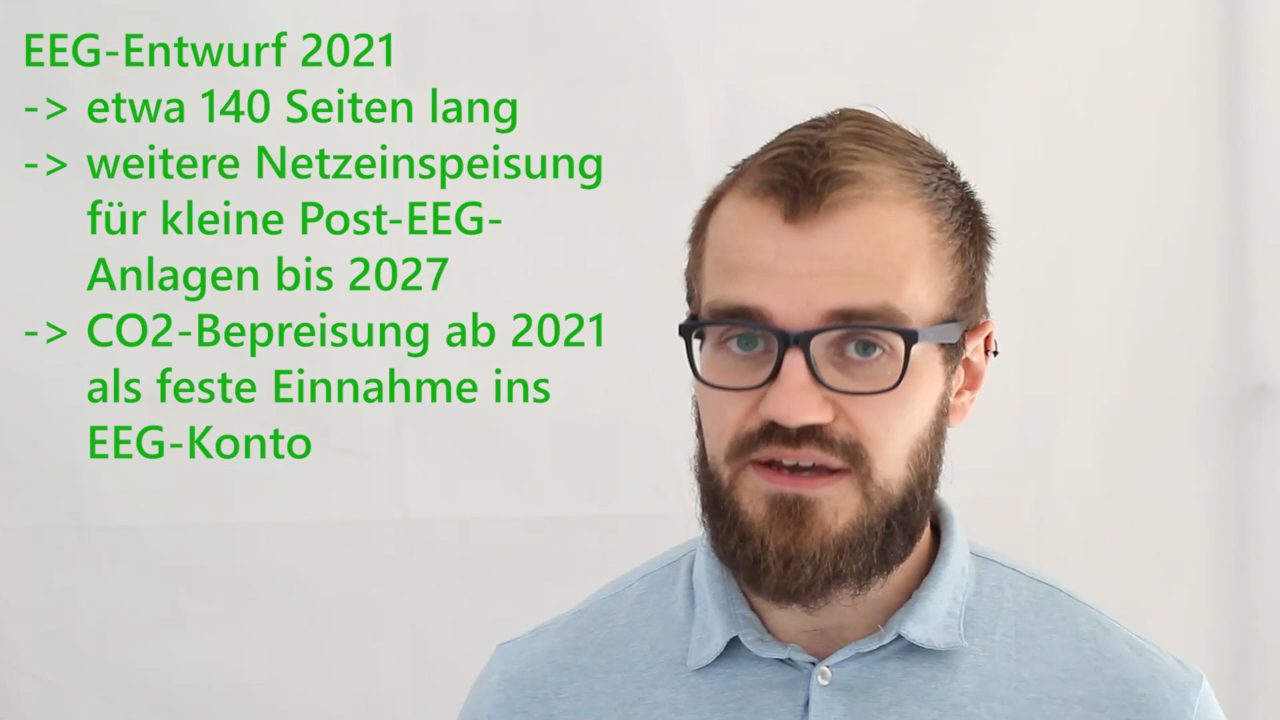 EEG-Entwurf 2021
-> etwa 140 Seiten lang
-> weitere Netzeinspeisung
für kleine Post-EEG-
Anlagen bis 2027
-> CO2-Bepreisung ab 2021
als feste Einnahme ins
EEG-Konto